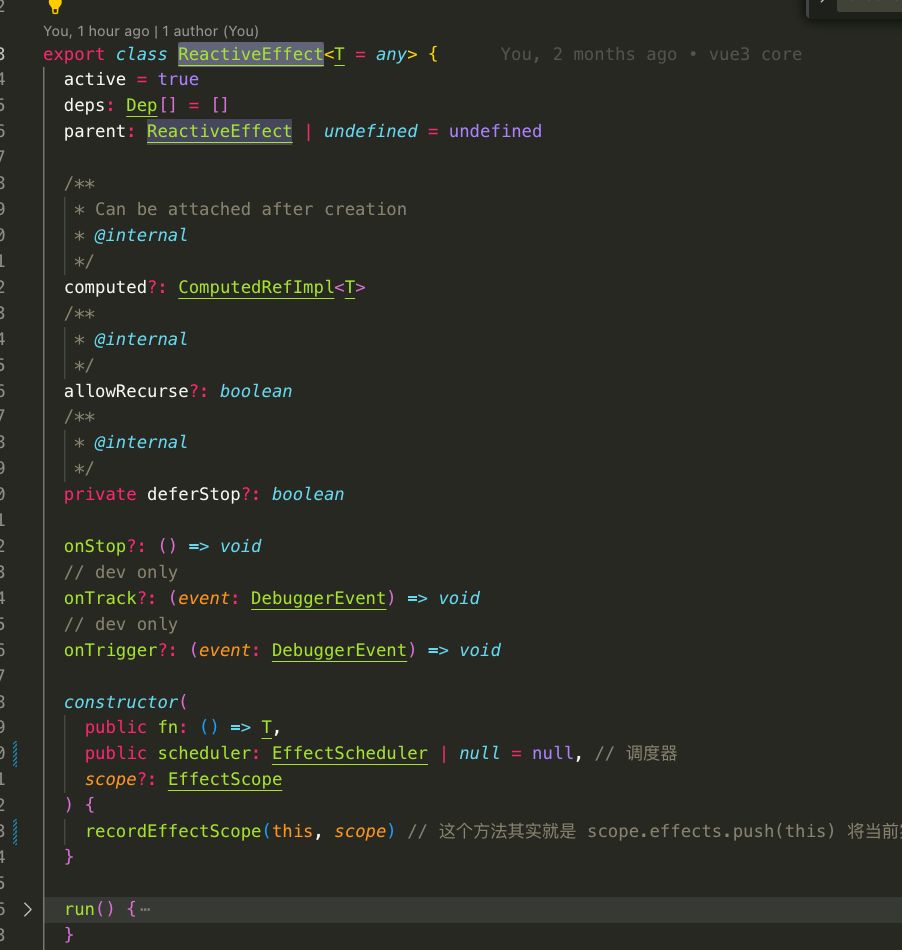 You, 1 hour ago | 1 author (You)
export class ReactiveEffect<T = any> { You, 2 months ago • vue3 core
active = true
deps: Dep[] = []
parent: ReactiveEffect | undefined = undefined
/**
* Can be attached after creation
* @internal
*/
computed?: ComputedRefImpl<T>
/**
* @internal
*/
allowRecurse?: boolean
/**
* @internal
*/
private deferStop?: boolean
onStop?: () => void
// dev only
onTrack?: (event: DebuggerEvent) => void
// dev only
onTrigger?: (event: DebuggerEvent) => void
constructor(
public fn: () => T,
public scheduler: EffectScheduler | null = null, // 调度器
scope?: EffectScope
) {
recordEffectScope(this, scope) // 这个方法其实就是 scope.effects.push(this) 将当前
}
run() {⋯
}